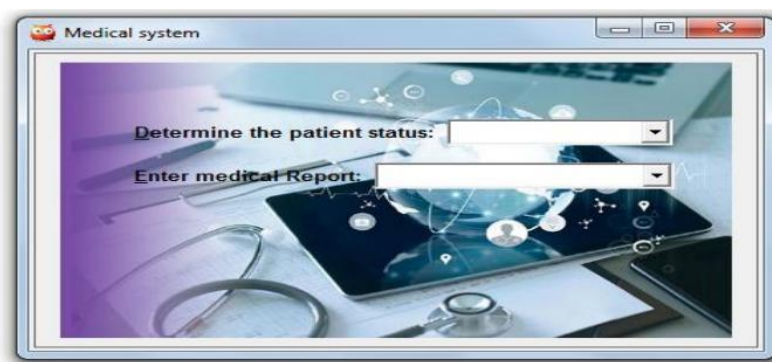 Medical system
Determine the patient status:
Enter medical Report: